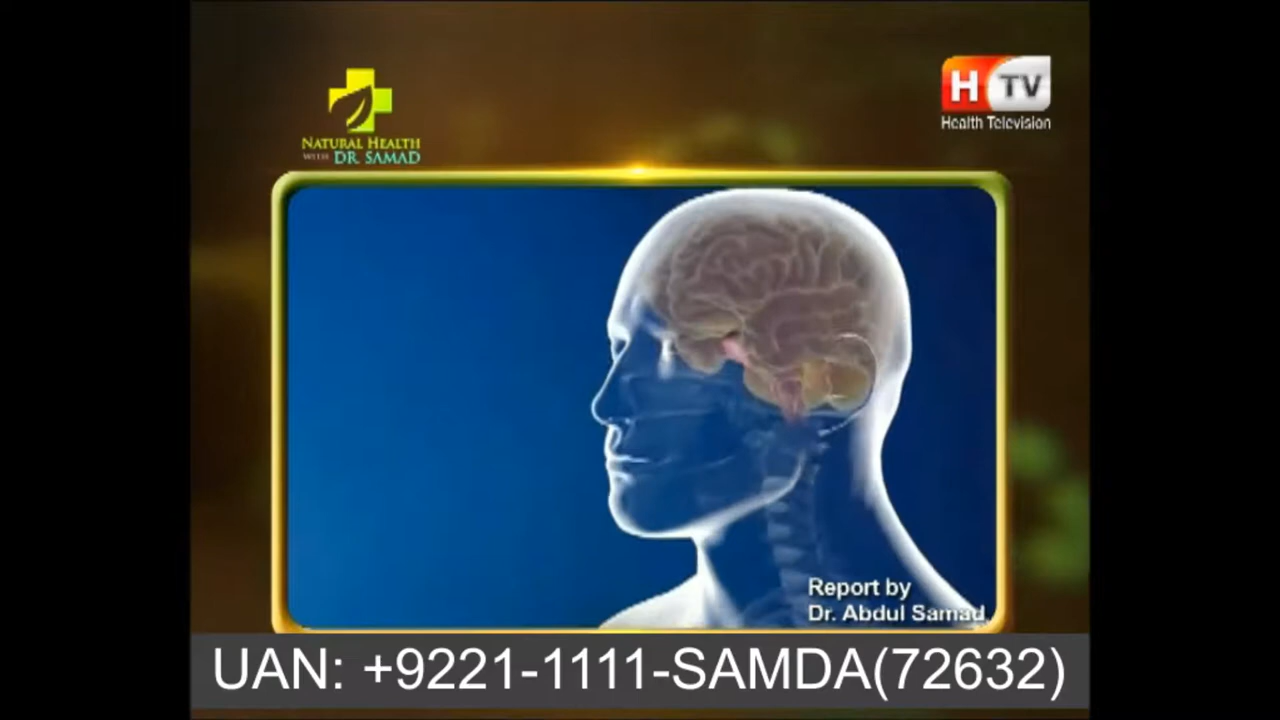 NATURAL HEALTH
WITH DR. SAMAD
H TV
Health Television
Report by
Dr. Abdul Samad
UAN: +9221-1111-SAMDA(72632)